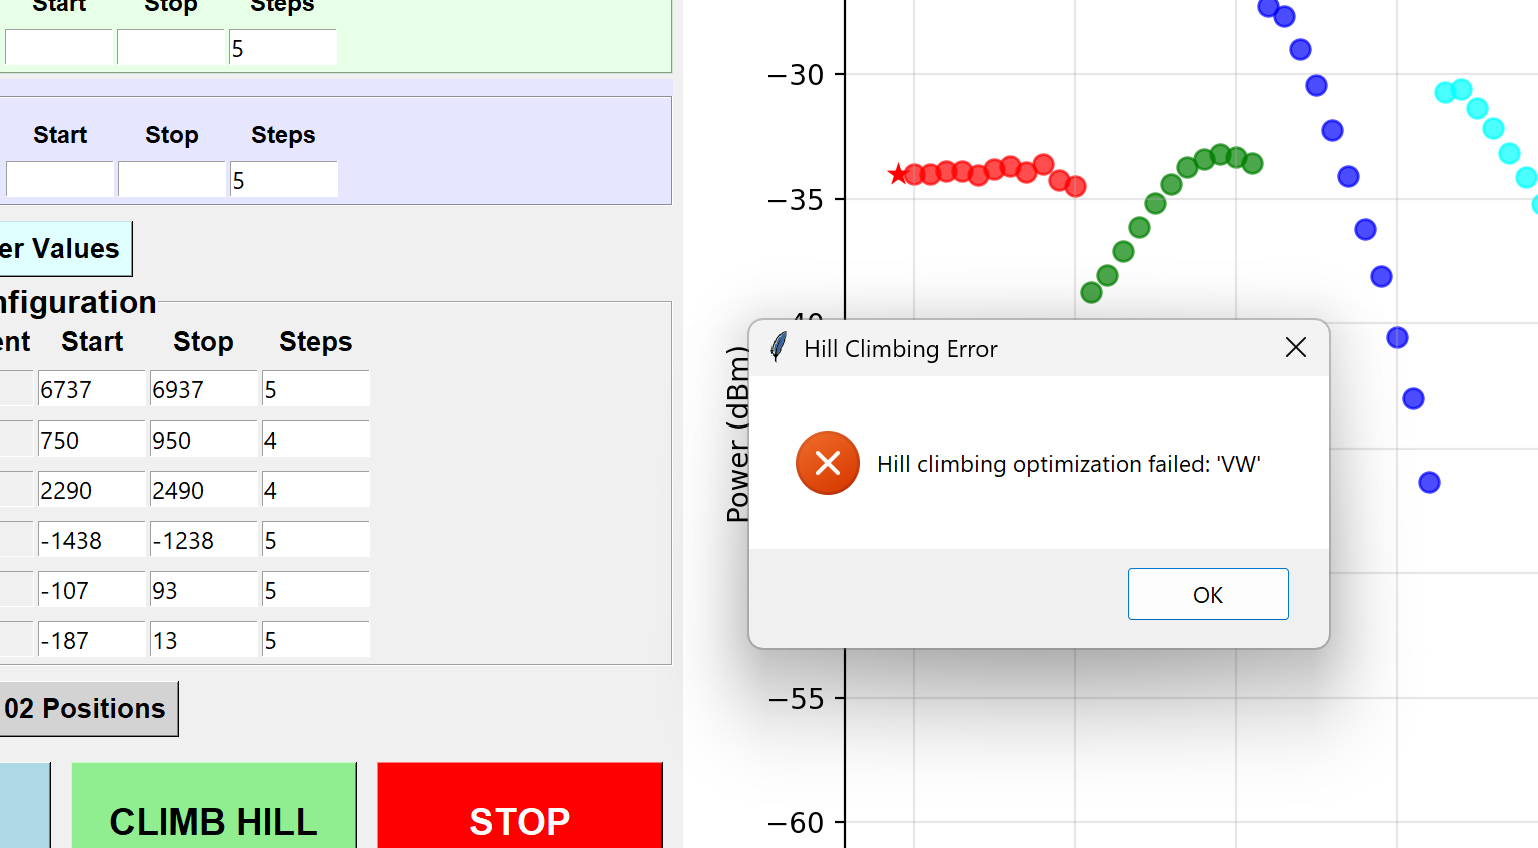 Start Stop Steps
5
Start Stop Steps
5
er Values
nfiguration
ent Start Stop Steps
6737 6937 5
750 950 4
2290 2490 4
-1438 -1238 5
-107 93 5
-187 13 5
02 Positions
CLIMB HILL STOP
−30
−35
Power (dBm)
−55
−60
Hill Climbing Error
Hill climbing optimization failed: 'VW'
OK